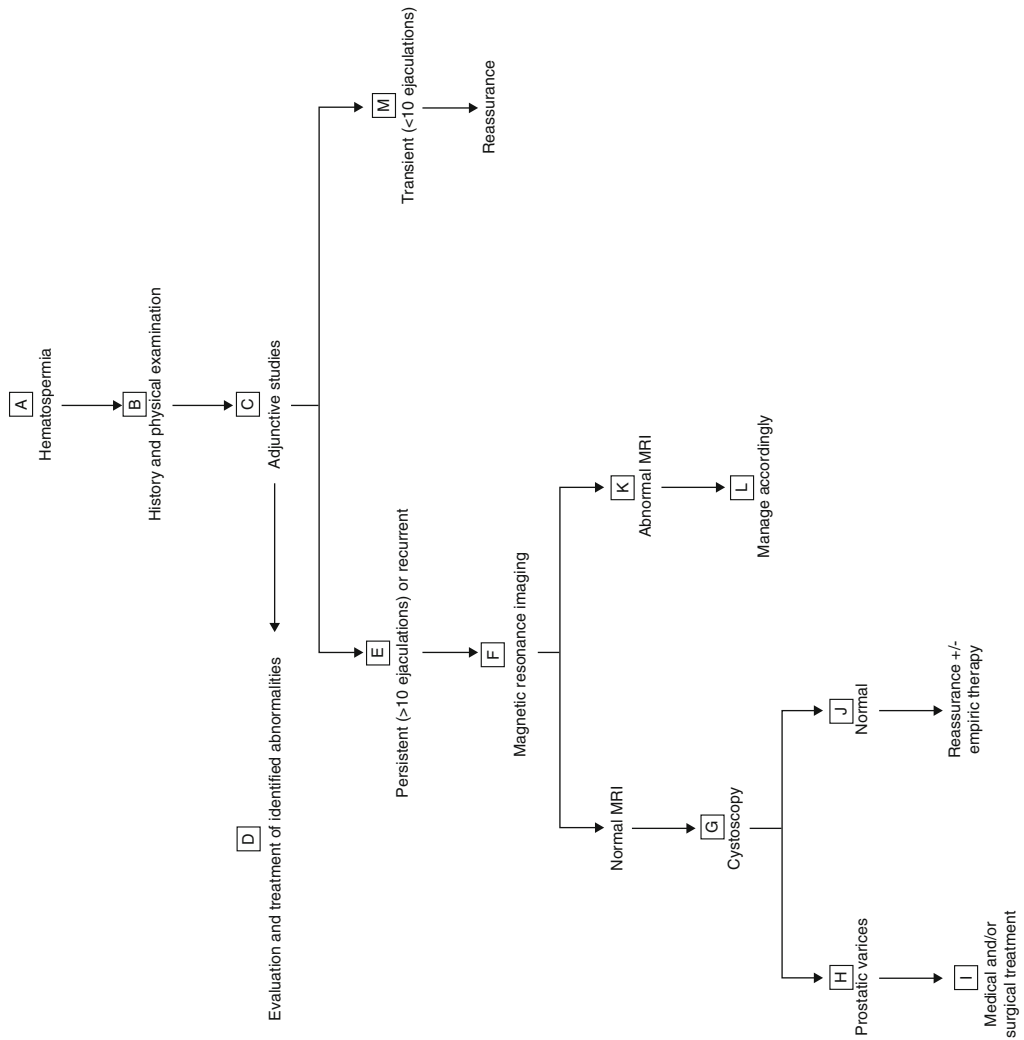 A
Hematospermia
B
History and physical examination
C
Adjunctive studies
D
Evaluation and treatment of identified abnormalities
E
Persistent (>10 ejaculations) or recurrent
M
Transient (<10 ejaculations)
Reassurance
F
Magnetic resonance imaging
Normal MRI
K
Abnormal MRI
L
Manage accordingly
G
Cystoscopy
H
Prostatic varices
I
Medical and/or
surgical treatment
J
Normal
Reassurance +/-
empiric therapy